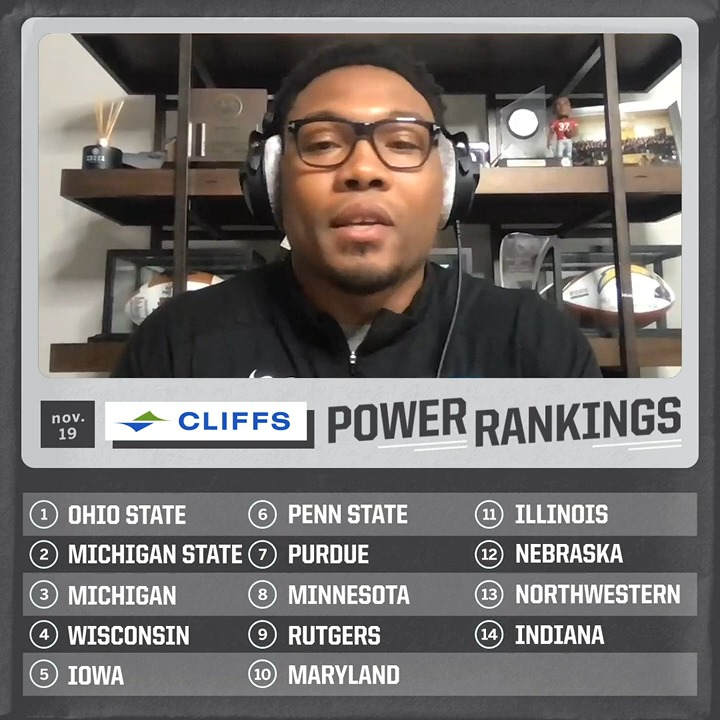 37
nov.
19
CLIFFS
POWER RANKINGS
1 OHIO STATE
2 MICHIGAN STATE
3 MICHIGAN
4 WISCONSIN
5 IOWA
6 PENN STATE
7 PURDUE
8 MINNESOTA
9 RUTGERS
10 MARYLAND
11 ILLINOIS
12 NEBRASKA
13 NORTHWESTERN
14 INDIANA